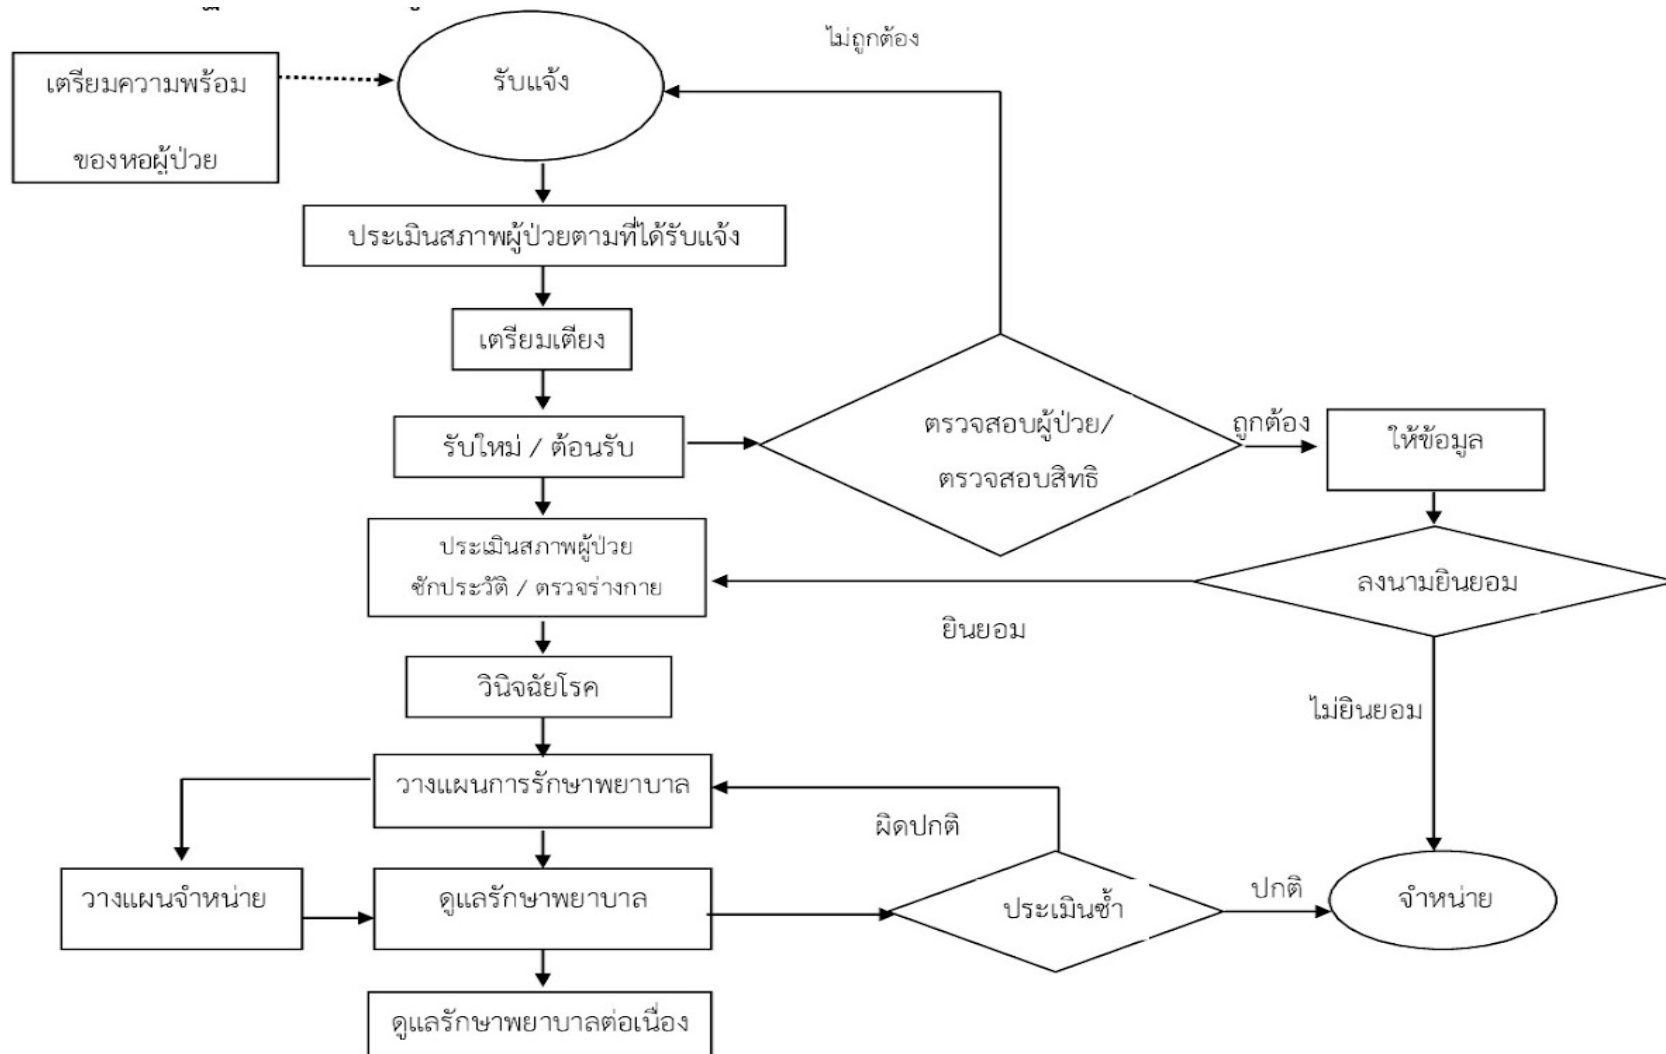 ไม่ถูกต้อง
เตรียมความพร้อม
ของหอผู้ป่วย
รับแจ้ง
ประเมินสภาพผู้ป่วยตามที่ได้รับแจ้ง
เตรียมเตียง
รับใหม่ / ต้อนรับ
ตรวจสอบผู้ป่วย/
ตรวจสอบสิทธิ
ถูกต้อง
ให้ข้อมูล
ประเมินสภาพผู้ป่วย
ซักประวัติ / ตรวจร่างกาย
ลงนามยินยอม
ยินยอม
วินิจฉัยโรค
ไม่ยินยอม
วางแผนการรักษาพยาบาล
ผิดปกติ
วางแผนจำหน่าย
ดูแลรักษาพยาบาล
ประเมินซ้ำ
ปกติ
จำหน่าย
ดูแลรักษาพยาบาลต่อเนื่อง